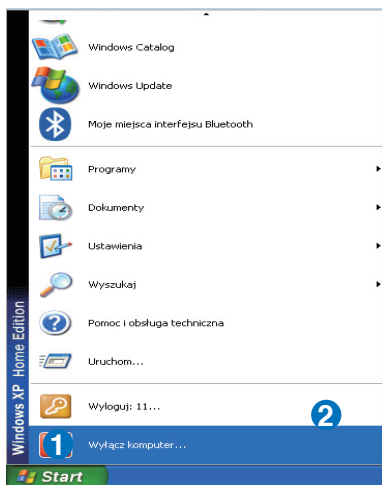 Windows Catalog
Windows Update
Moje miejsca interfejsu Bluetooth
Programy
Dokumenty
Ustawienia
Wyszukaj
Pomoc i obsługa techniczna
Uruchom...
Wyloguj: 11...
2
1
Wyłącz komputer...
Windows XP Home Edition
Start